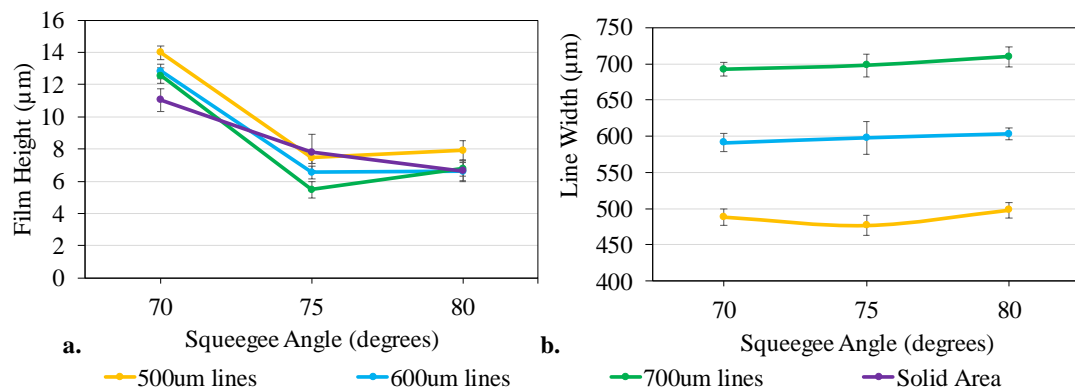 16
14
12
10
8
6
4
2
0
Film Height (µm)
70 75 80
Squeegee Angle (degrees)
a.
750
700
650
600
550
500
450
400
Line Width (µm)
70 75 80
Squeegee Angle (degrees)
b.
500um lines 600um lines 700um lines Solid Area